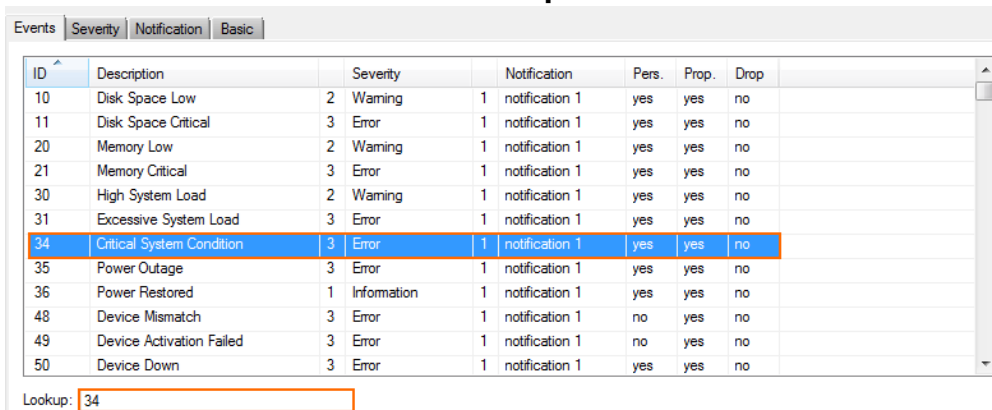 Events Severity Notification Basic
ID Description Severity Notification Pers. Prop. Drop
10 Disk Space Low 2 Warning 1 notification 1 yes yes no
11 Disk Space Critical 3 Error 1 notification 1 yes yes no
20 Memory Low 2 Warning 1 notification 1 yes yes no
21 Memory Critical 3 Error 1 notification 1 yes yes no
30 High System Load 2 Warning 1 notification 1 yes yes no
31 Excessive System Load 3 Error 1 notification 1 yes yes no
34 Critical System Condition 3 Error 1 notification 1 yes yes no
35 Power Outage 3 Error 1 notification 1 yes yes no
36 Power Restored 1 Information 1 notification 1 yes yes no
48 Device Mismatch 3 Error 1 notification 1 no yes no
49 Device Activation Failed 3 Error 1 notification 1 no yes no
50 Device Down 3 Error 1 notification 1 yes yes no
Lookup: 34